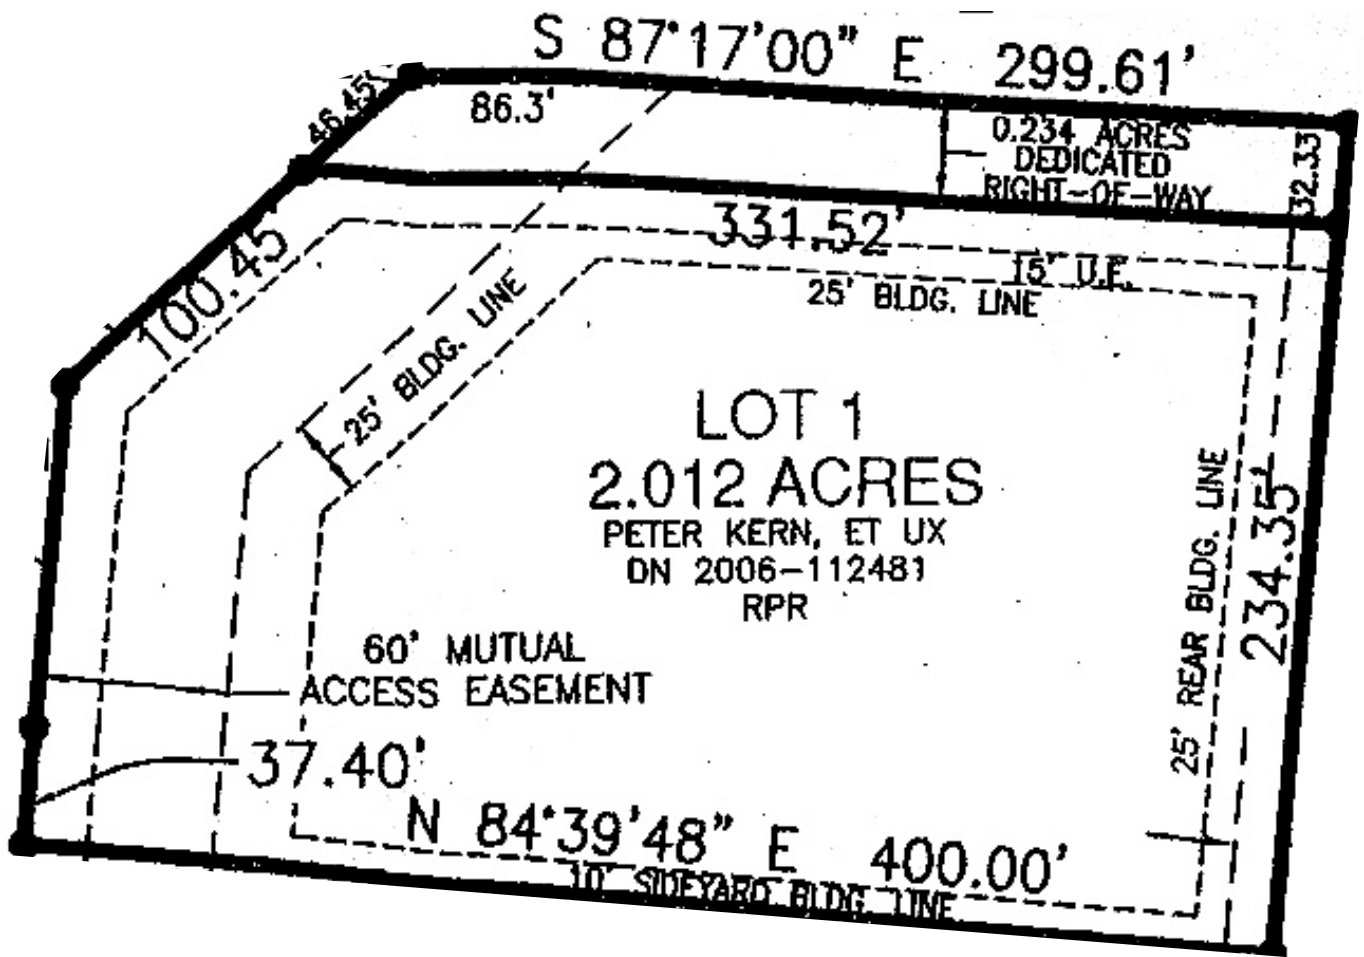 S 87°17'00" E 299.61'
46.45'
86.3'
0.234 ACRES
DEDICATED
RIGHT-OF-WAY
32.33
331.52'
100.45'
15' U.E.
25' BLDG. LINE
25' BLDG. LINE
LOT 1
2.012 ACRES
PETER KERN, ET UX
DN 2006-112481
RPR
25' REAR BLDG. LINE
234.35'
60' MUTUAL
ACCESS EASEMENT
37.40'
N 84°39'48" E 400.00'
10' SIDEYARD BLDG. LINE